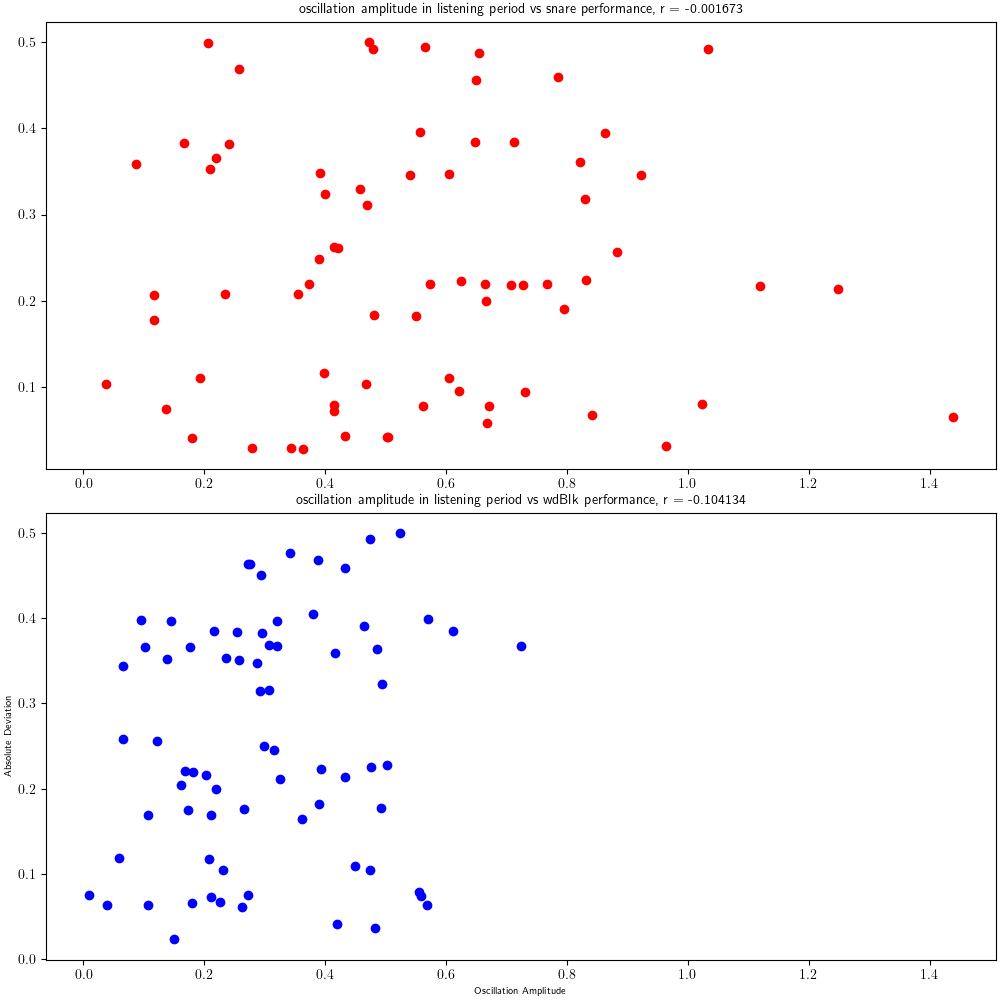 oscillation amplitude in listening period vs snare performance, r = -0.001673
0.5
0.4
0.3
0.2
0.1
0.0 0.2 0.4 0.6 0.8 1.0 1.2 1.4
oscillation amplitude in listening period vs wdBlk performance, r = -0.104134
Absolute Deviation
0.5
0.4
0.3
0.2
0.1
0.0
0.0 0.2 0.4 0.6 0.8 1.0 1.2 1.4
Oscillation Amplitude